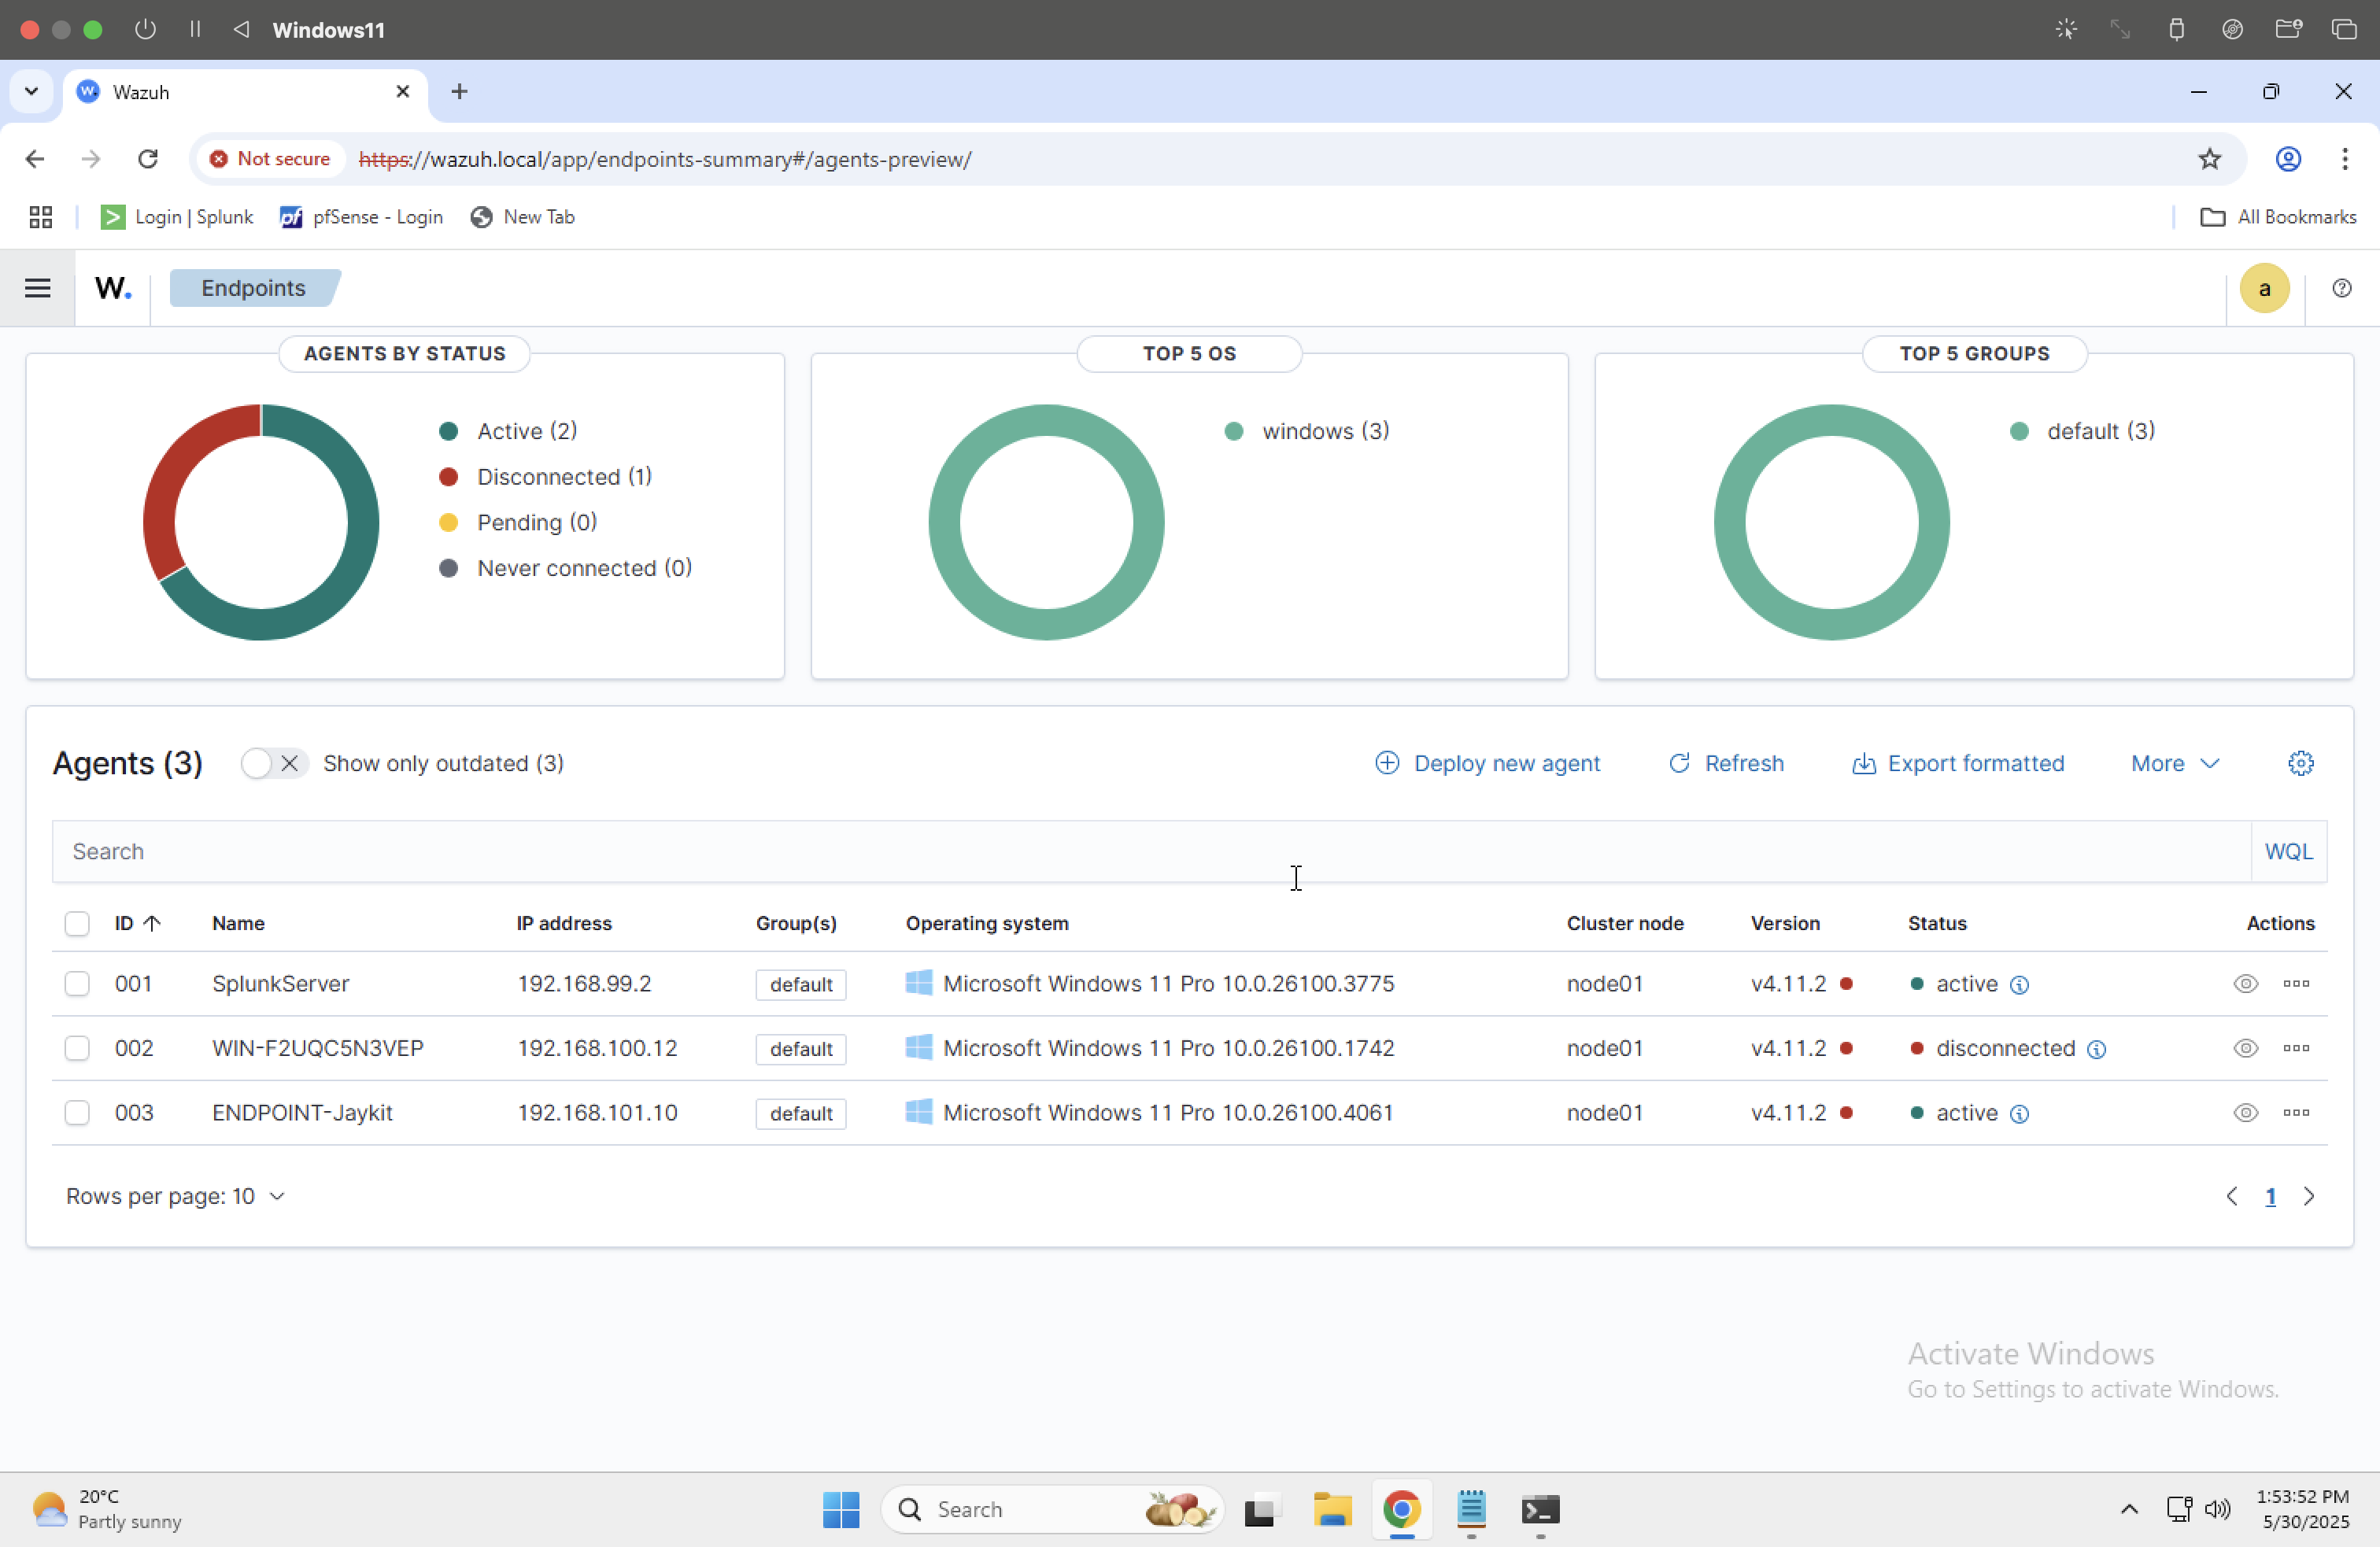 Windows11
W. Wazuh
Not secure https://wazuh.local/app/endpoints-summary#/agents-preview/
Login | Splunk pf pfSense - Login New Tab All Bookmarks
W. Endpoints a
AGENTS BY STATUS
Active (2)
Disconnected (1)
Pending (0)
Never connected (0)
TOP 5 OS
windows (3)
TOP 5 GROUPS
default (3)
Agents (3) Show only outdated (3) Deploy new agent Refresh Export formatted More
Search WQL
ID Name IP address Group(s) Operating system Cluster node Version Status Actions
001 SplunkServer 192.168.99.2 default Microsoft Windows 11 Pro 10.0.26100.3775 node01 v4.11.2 active
002 WIN-F2UQC5N3VEP 192.168.100.12 default Microsoft Windows 11 Pro 10.0.26100.1742 node01 v4.11.2 disconnected
003 ENDPOINT-Jaykit 192.168.101.10 default Microsoft Windows 11 Pro 10.0.26100.4061 node01 v4.11.2 active
Rows per page: 10 1
Activate Windows
Go to Settings to activate Windows.
20°C
Partly sunny
Search
1:53:52 PM
5/30/2025